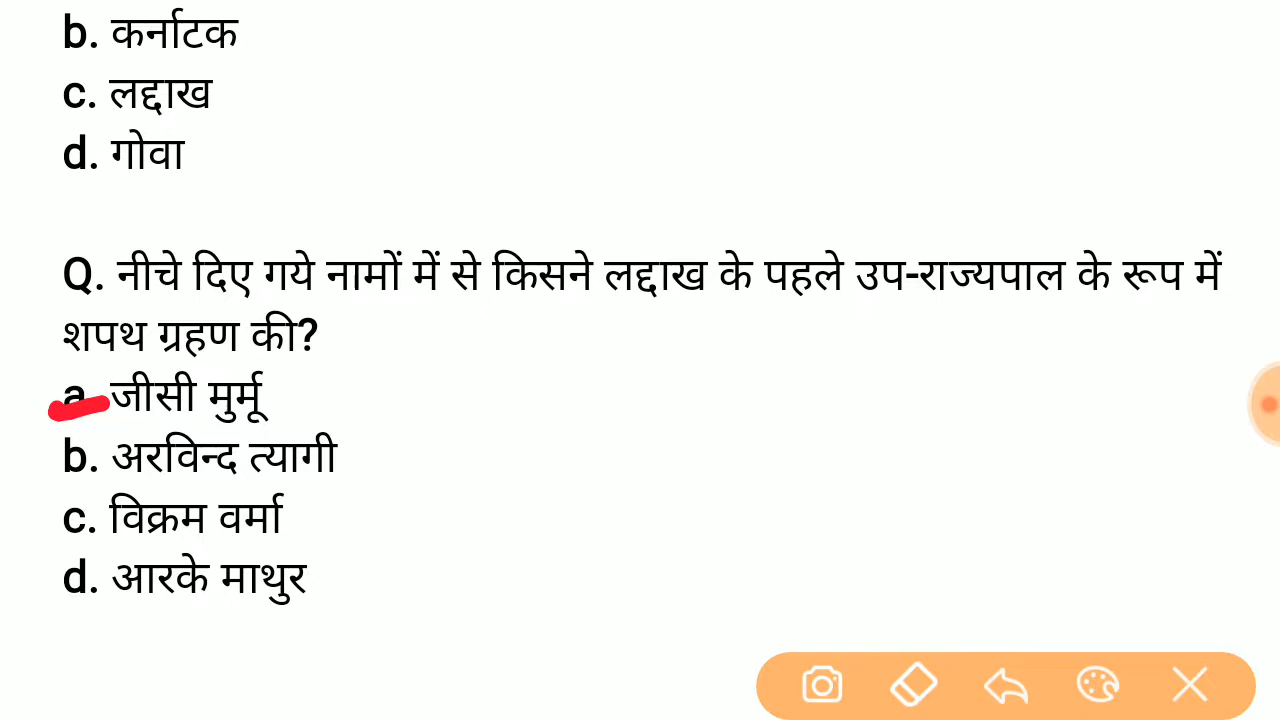 b. कर्नाटक
c. लद्दाख
d. गोवा
Q. नीचे दिए गये नामों में से किसने लद्दाख के पहले उप-राज्यपाल के रूप में
शपथ ग्रहण की?
a. जीसी मुर्मू
b. अरविन्द त्यागी
c. विक्रम वर्मा
d. आरके माथुर